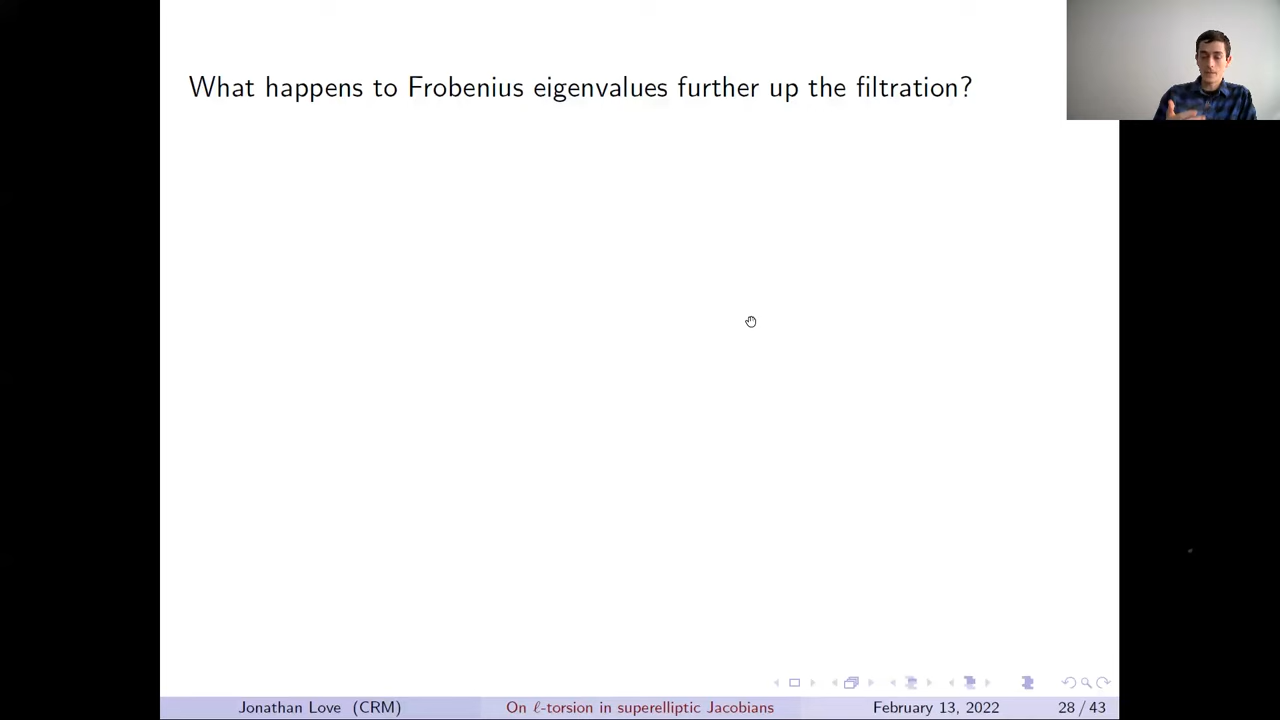 What happens to Frobenius eigenvalues further up the filtration?
Jonathan Love (CRM) On ℓ-torsion in superelliptic Jacobians February 13, 2022 28 / 43